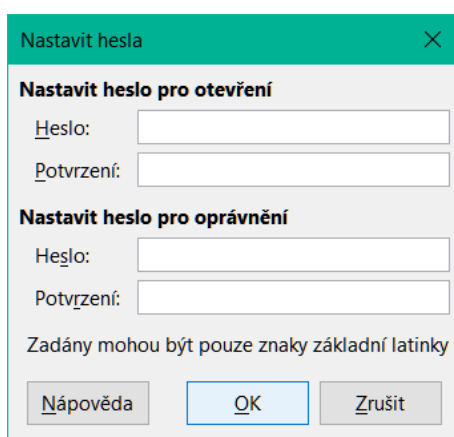 Nastavit hesla
Nastavit heslo pro otevření
Heslo:
Potvrzení:
Nastavit heslo pro oprávnění
Heslo:
Potvrzení:
Zadány mohou být pouze znaky základní latinky
Nápověda OK Zrušit